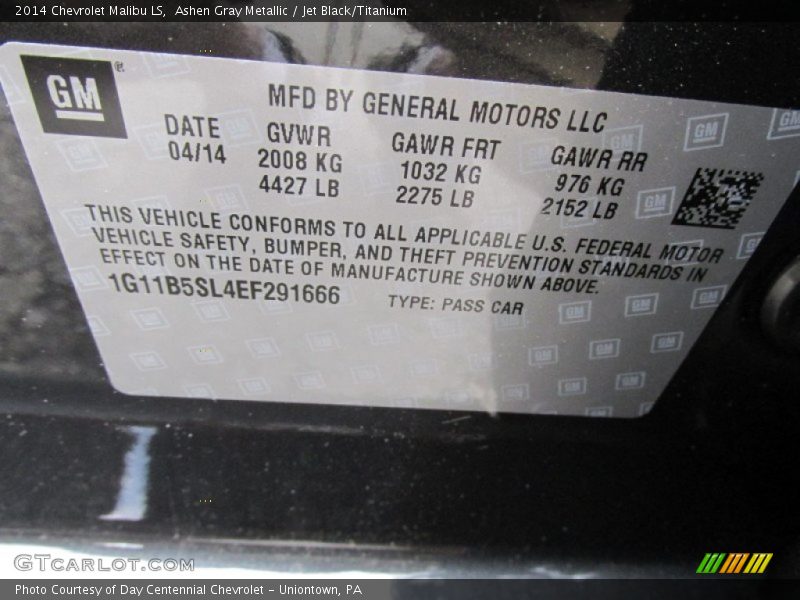 2014 Chevrolet Malibu LS, Ashen Gray Metallic / Jet Black/Titanium
GM
MFD BY GENERAL MOTORS LLC
DATE GVWR GAWR FRT GAWR RR
04/14 2008 KG 1032 KG 976 KG
4427 LB 2275 LB 2152 LB
THIS VEHICLE CONFORMS TO ALL APPLICABLE U.S. FEDERAL MOTOR
VEHICLE SAFETY, BUMPER, AND THEFT PREVENTION STANDARDS IN
EFFECT ON THE DATE OF MANUFACTURE SHOWN ABOVE.
1G11B5SL4EF291666 TYPE: PASS CAR
GTCARLOT.COM
Photo Courtesy of Day Centennial Chevrolet - Uniontown, PA